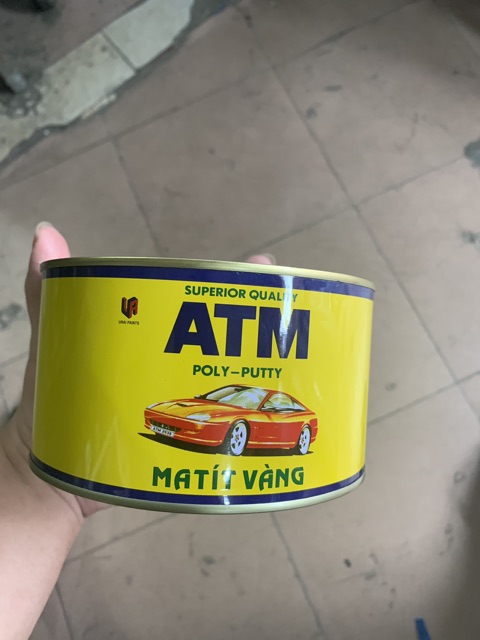 SUPERIOR QUALITY
ATM
POLY-PUTTY
MATÍT VÀNG